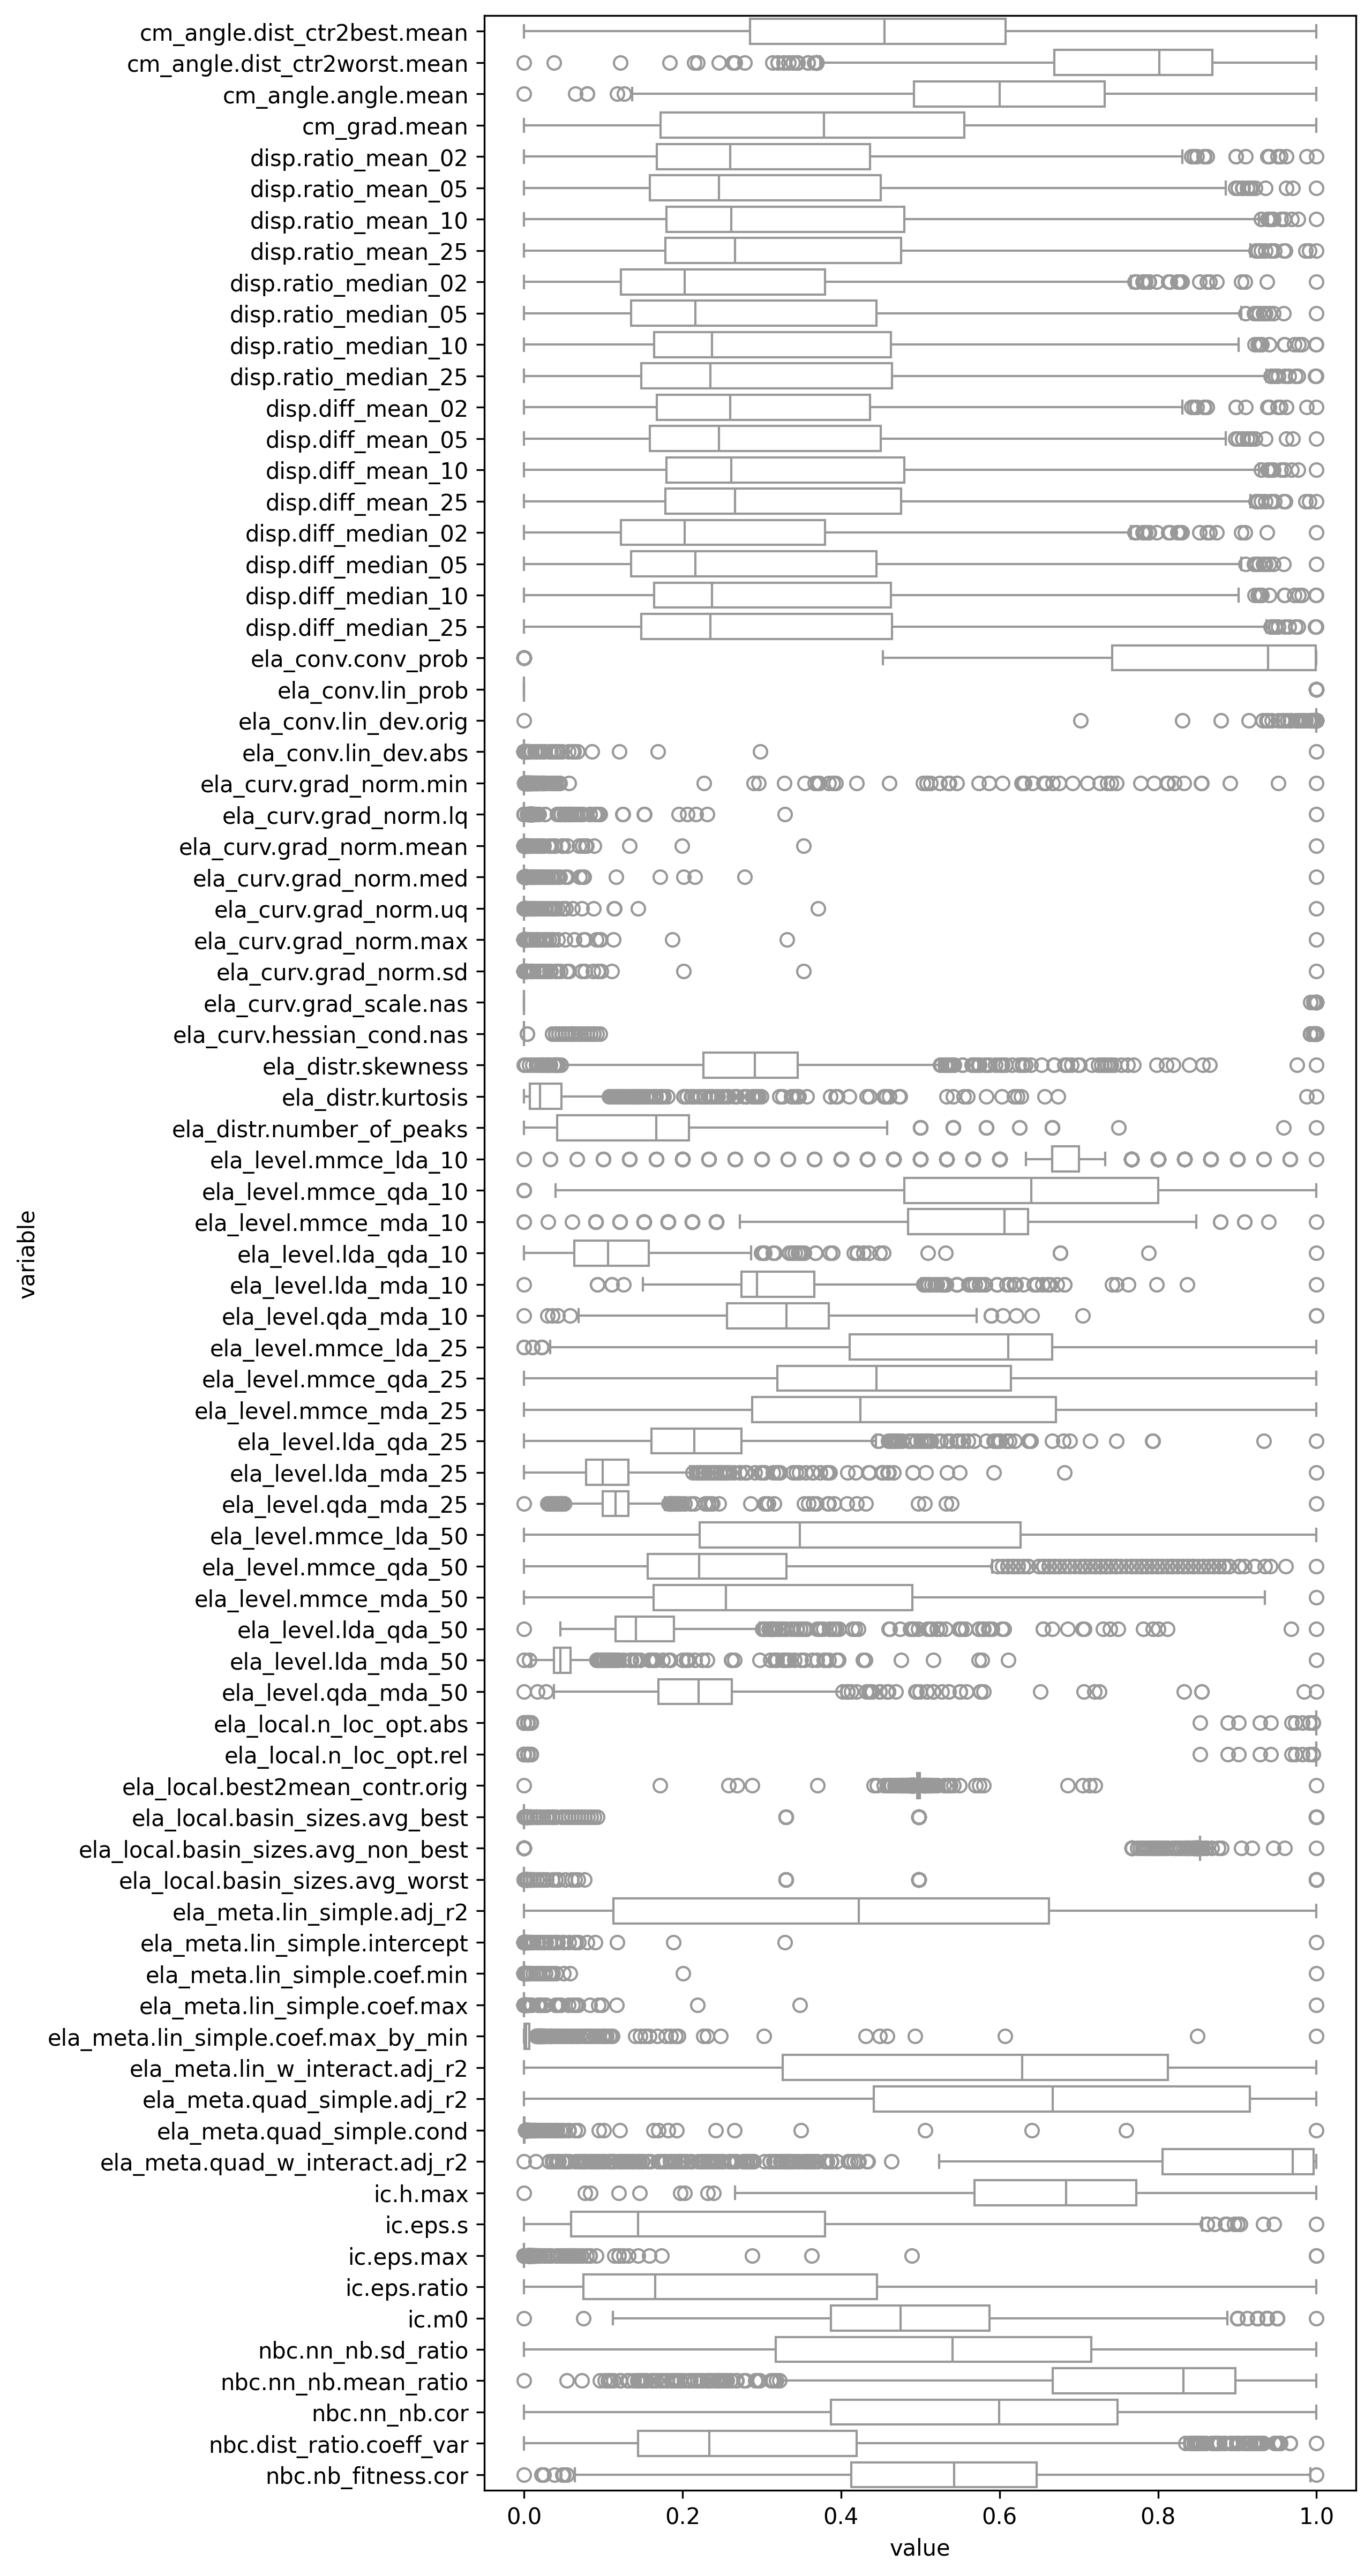 cm_angle.dist_ctr2best.mean
cm_angle.dist_ctr2worst.mean
cm_angle.angle.mean
cm_grad.mean
disp.ratio_mean_02
disp.ratio_mean_05
disp.ratio_mean_10
disp.ratio_mean_25
disp.ratio_median_02
disp.ratio_median_05
disp.ratio_median_10
disp.ratio_median_25
disp.diff_mean_02
disp.diff_mean_05
disp.diff_mean_10
disp.diff_mean_25
disp.diff_median_02
disp.diff_median_05
disp.diff_median_10
disp.diff_median_25
ela_conv.conv_prob
ela_conv.lin_prob
ela_conv.lin_dev.orig
ela_conv.lin_dev.abs
ela_curv.grad_norm.min
ela_curv.grad_norm.lq
ela_curv.grad_norm.mean
ela_curv.grad_norm.med
ela_curv.grad_norm.uq
ela_curv.grad_norm.max
ela_curv.grad_norm.sd
ela_curv.grad_scale.nas
ela_curv.hessian_cond.nas
ela_distr.skewness
ela_distr.kurtosis
ela_distr.number_of_peaks
ela_level.mmce_lda_10
ela_level.mmce_qda_10
ela_level.mmce_mda_10
ela_level.lda_qda_10
ela_level.lda_mda_10
ela_level.qda_mda_10
ela_level.mmce_lda_25
ela_level.mmce_qda_25
ela_level.mmce_mda_25
ela_level.lda_qda_25
ela_level.lda_mda_25
ela_level.qda_mda_25
ela_level.mmce_lda_50
ela_level.mmce_qda_50
ela_level.mmce_mda_50
ela_level.lda_qda_50
ela_level.lda_mda_50
ela_level.qda_mda_50
ela_local.n_loc_opt.abs
ela_local.n_loc_opt.rel
ela_local.best2mean_contr.orig
ela_local.basin_sizes.avg_best
ela_local.basin_sizes.avg_non_best
ela_local.basin_sizes.avg_worst
ela_meta.lin_simple.adj_r2
ela_meta.lin_simple.intercept
ela_meta.lin_simple.coef.min
ela_meta.lin_simple.coef.max
ela_meta.lin_simple.coef.max_by_min
ela_meta.lin_w_interact.adj_r2
ela_meta.quad_simple.adj_r2
ela_meta.quad_simple.cond
ela_meta.quad_w_interact.adj_r2
ic.h.max
ic.eps.s
ic.eps.max
ic.eps.ratio
ic.m0
nbc.nn_nb.sd_ratio
nbc.nn_nb.mean_ratio
nbc.nn_nb.cor
nbc.dist_ratio.coeff_var
nbc.nb_fitness.cor
variable
0.0 0.2 0.4 0.6 0.8 1.0
value